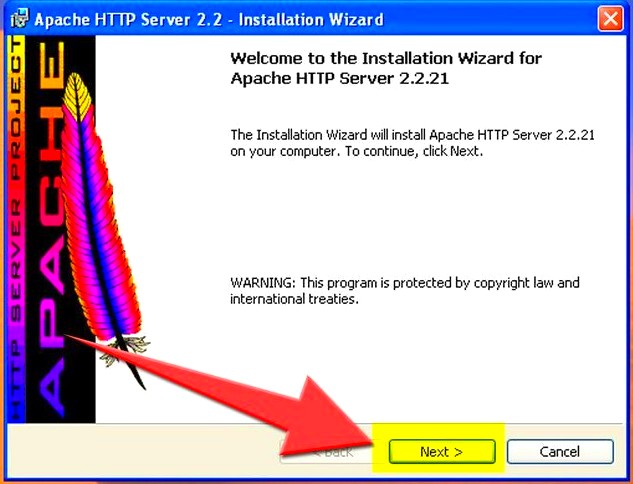 Apache HTTP Server 2.2 - Installation Wizard
HTTP SERVER PROJECT
APACHE
Welcome to the Installation Wizard for
Apache HTTP Server 2.2.21
The Installation Wizard will install Apache HTTP Server 2.2.21
on your computer. To continue, click Next.
WARNING: This program is protected by copyright law and
international treaties.
< Back
Next >
Cancel